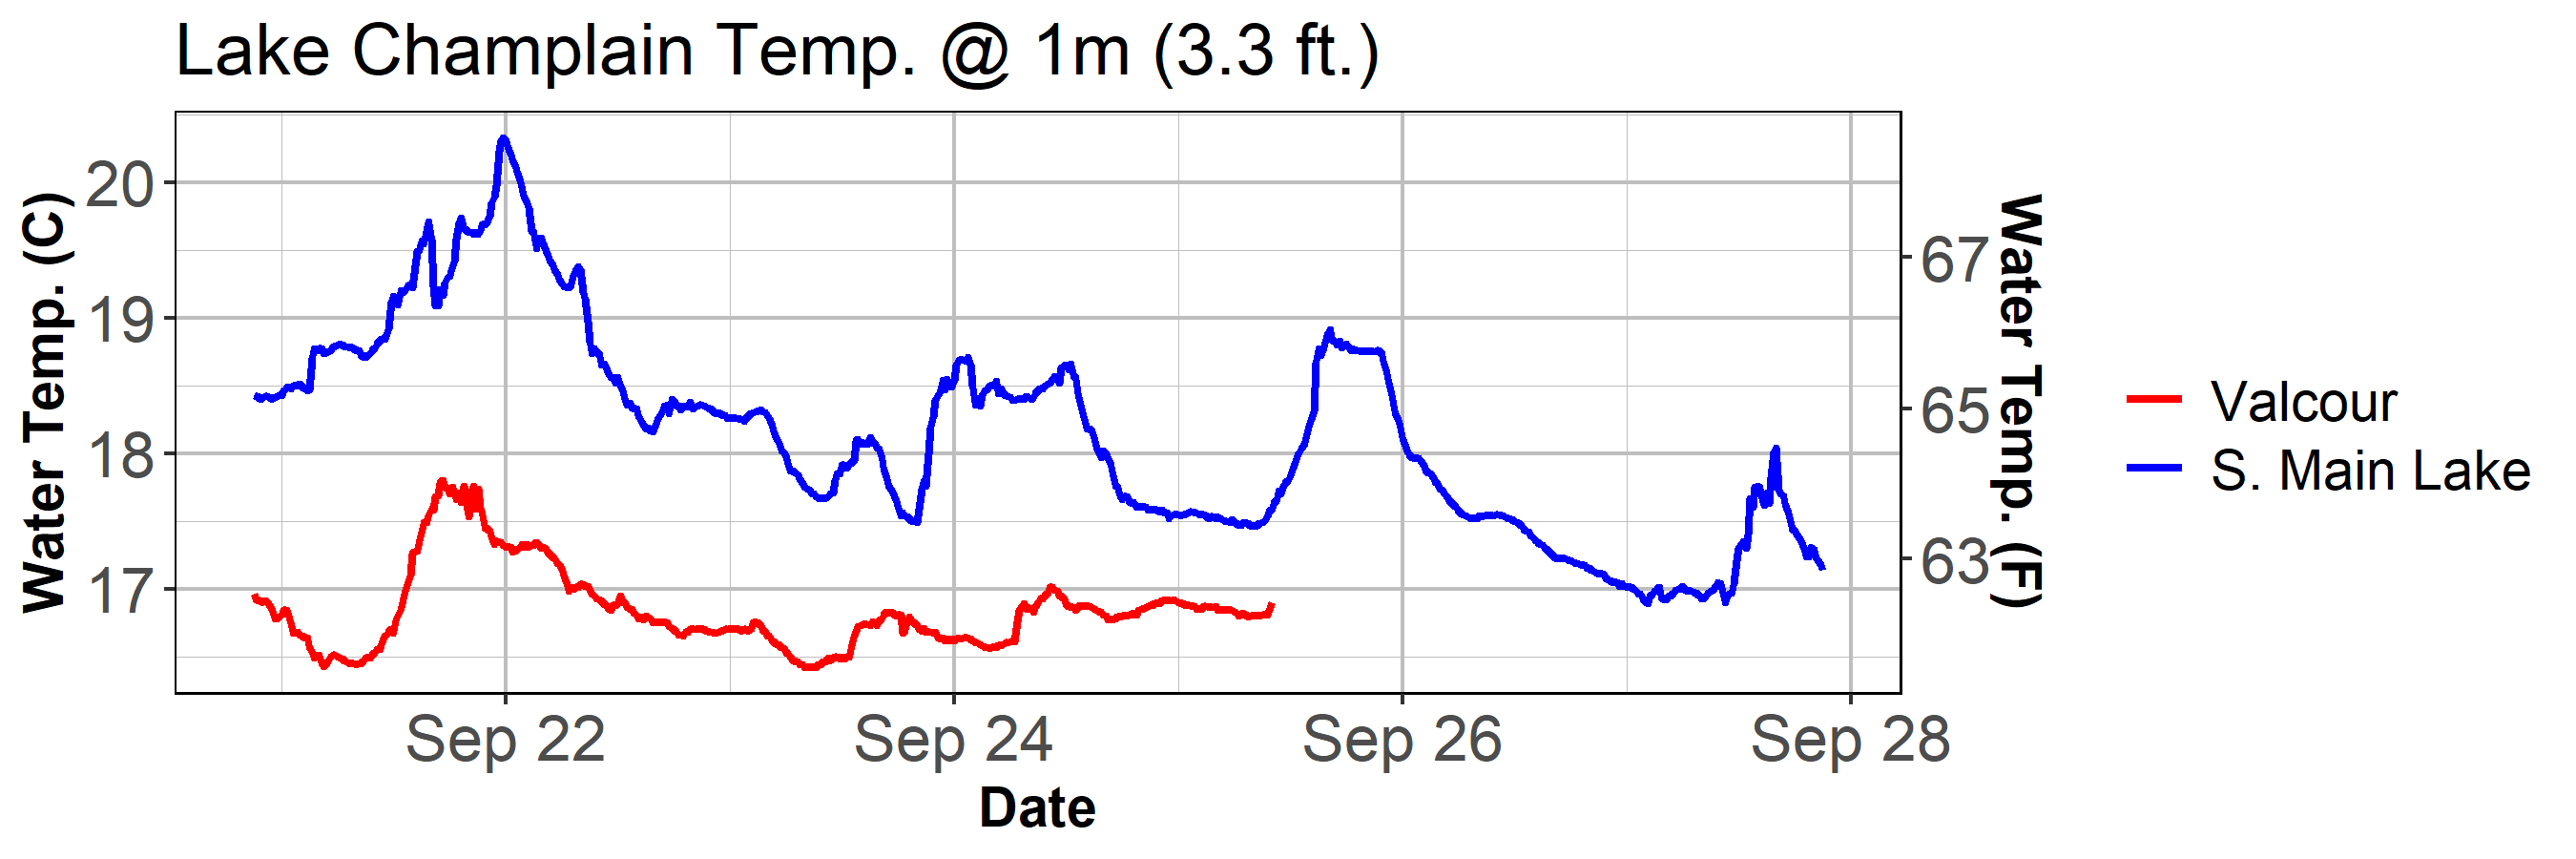 Lake Champlain Temp. @ 1m (3.3 ft.)
Water Temp. (C)
20
19
18
17
67
65
63
Water Temp. (F)
Sep 22
Sep 24
Sep 26
Sep 28
Date
Valcour
S. Main Lake